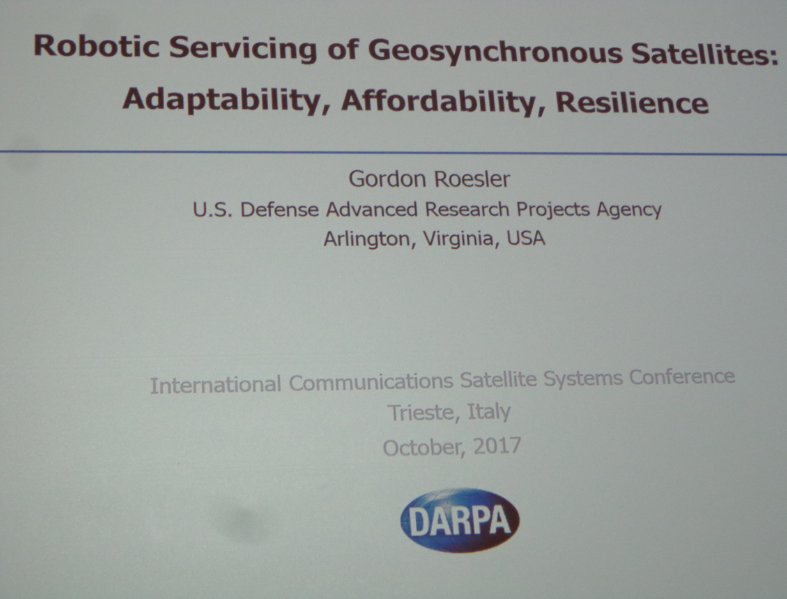 Robotic Servicing of Geosynchronous Satellites:
Adaptability, Affordability, Resilience
Gordon Roesler
U.S. Defense Advanced Research Projects Agency
Arlington, Virginia, USA
International Communications Satellite Systems Conference
Trieste, Italy
October, 2017
DARPA